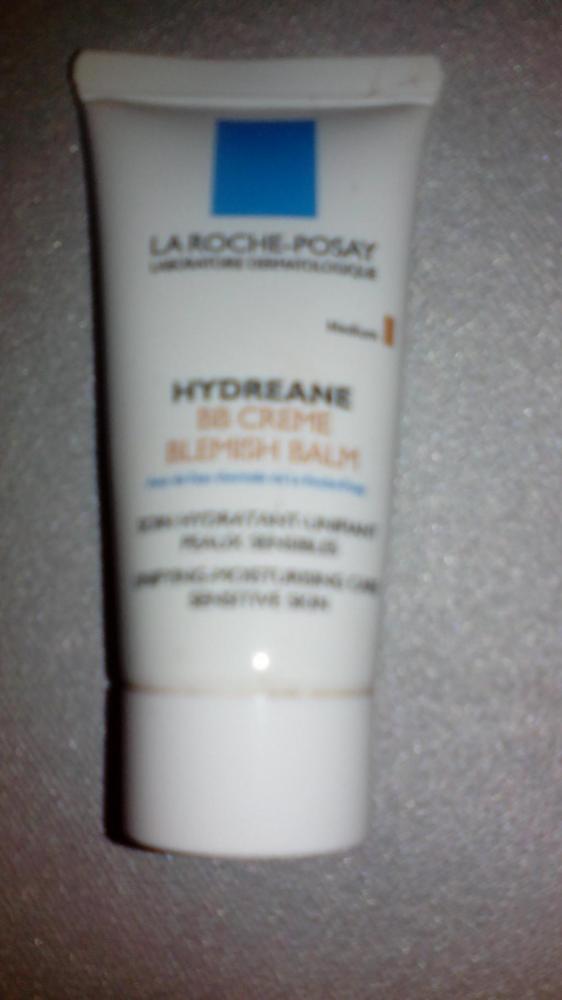 LA ROCHE-POSAY
LABORATOIRE DERMATOLOGIQUE
Medium
HYDREANE
BB CREME
BLEMISH BALM
SOIN HYDRATANT UNIFIANT
PEAUX SENSIBLES
UNIFYING MOISTURISING CARE
SENSITIVE SKIN